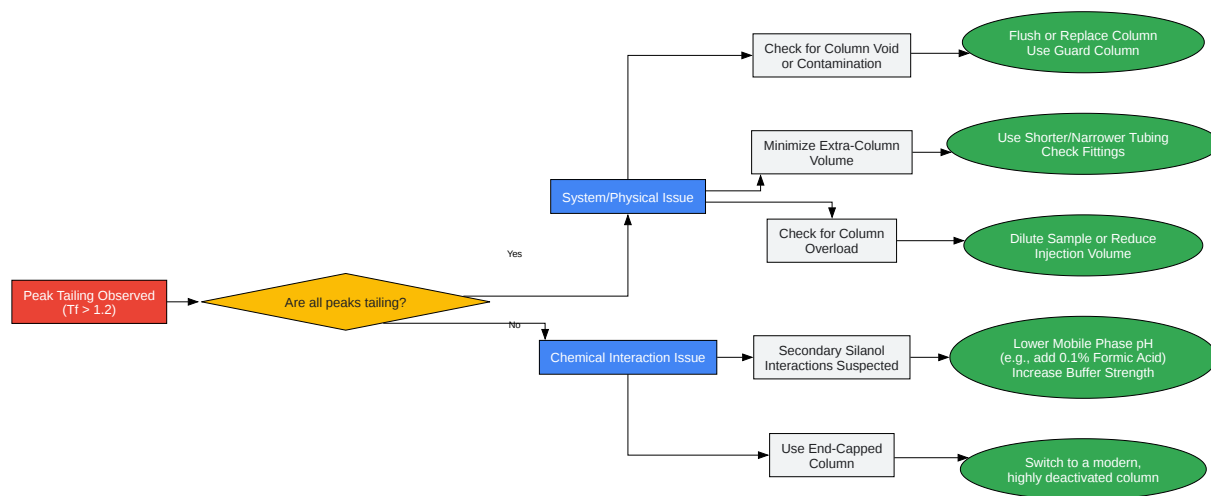 Peak Tailing Observed
(Tf > 1.2)
Are all peaks tailing?
Yes
No
System/Physical Issue
Chemical Interaction Issue
Check for Column Void
or Contamination
Flush or Replace Column
Use Guard Column
Minimize Extra-Column
Volume
Use Shorter/Narrower Tubing
Check Fittings
Check for Column
Overload
Dilute Sample or Reduce
Injection Volume
Secondary Silanol
Interactions Suspected
Lower Mobile Phase pH
(e.g., add 0.1% Formic Acid)
Increase Buffer Strength
Use End-Capped
Column
Switch to a modern,
highly deactivated column